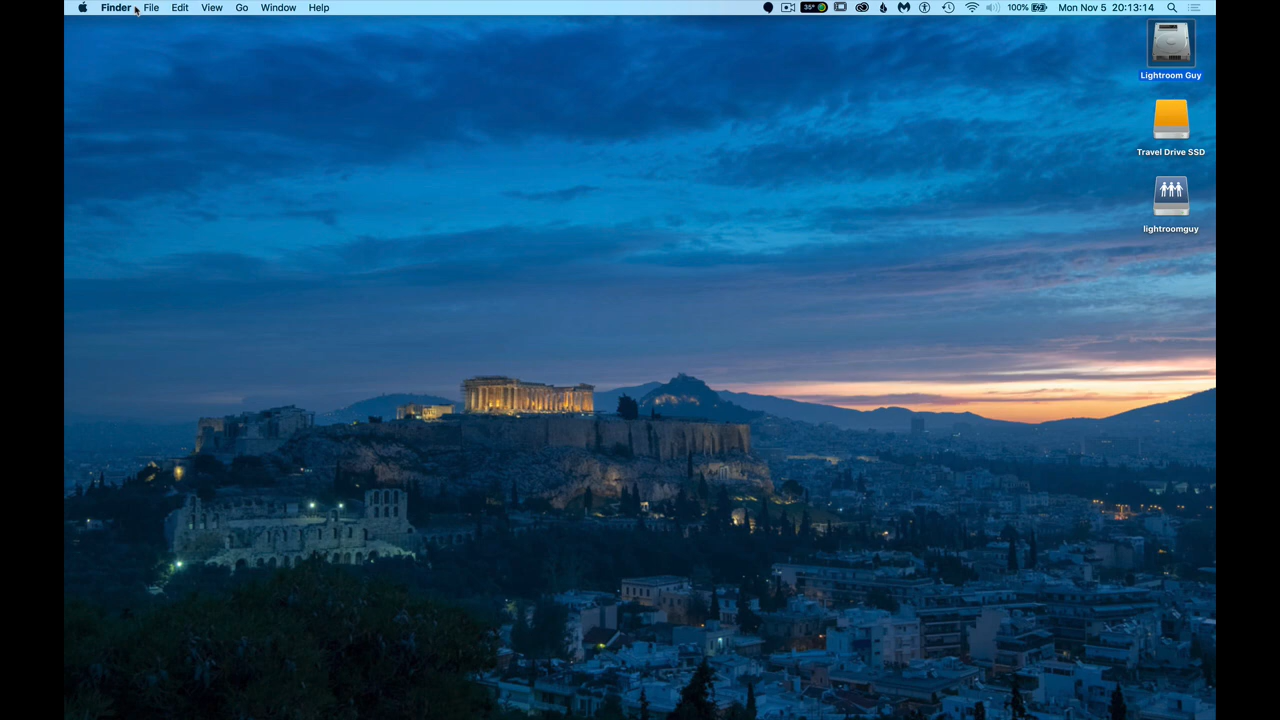 Finder File Edit View Go Window Help 35° 100% Mon Nov 5 20:13:14
Lightroom Guy
Travel Drive SSD
lightroomguy